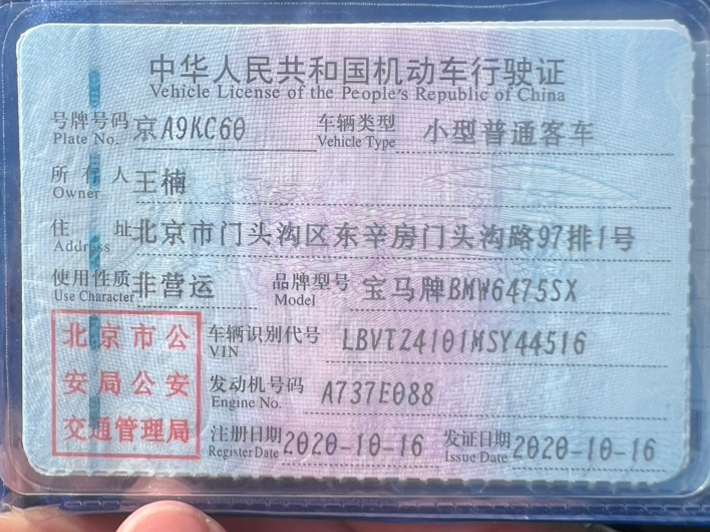 中华人民共和国机动车行驶证
Vehicle License of the People's Republic of China
号牌号码 京A9KC60 车辆类型 小型普通客车
Plate No. Vehicle Type
所有人 王楠
Owner
住址 北京市门头沟区东辛房门头沟路97排1号
Address
使用性质 非营运 品牌型号 宝马牌BMW6475SX
Use Character Model
北京市公安局公安交通管理局
车辆识别代号 LBVTZ4101MSY44516
VIN
发动机号码 A737E088
Engine No.
注册日期 2020-10-16 发证日期 2020-10-16
Register Date Issue Date